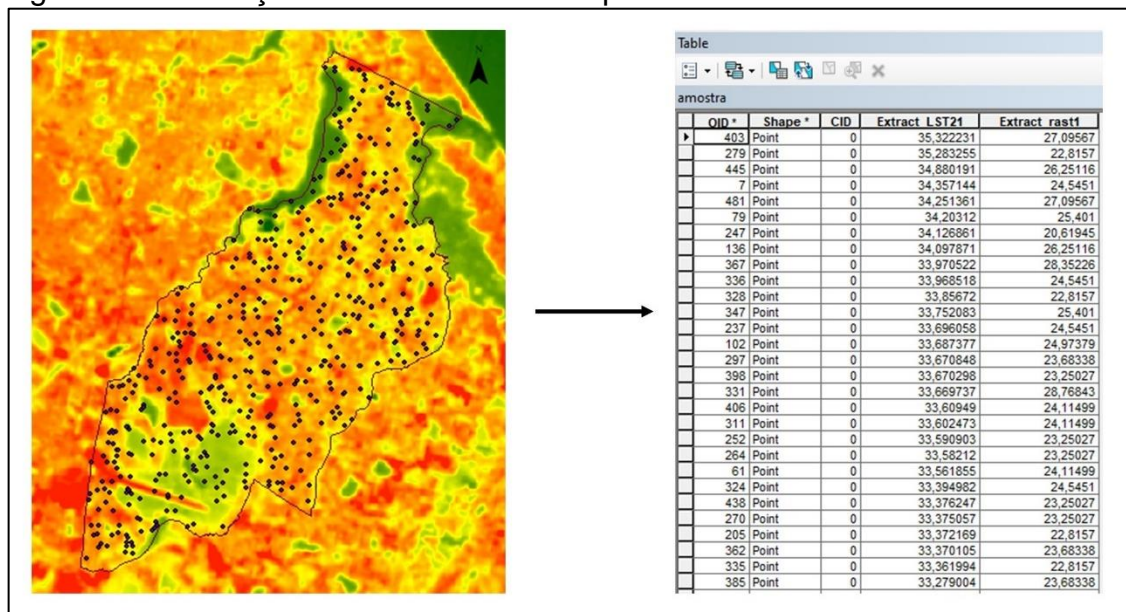 N
Table
amostra
OID * Shape * CID Extract_LST21 Extract_rast1
403 Point 0 35,322231 27,09567
279 Point 0 35,283255 22,8157
445 Point 0 34,880191 26,25116
7 Point 0 34,357144 24,5451
481 Point 0 34,251361 27,09567
79 Point 0 34,20312 25,401
247 Point 0 34,126861 20,61945
136 Point 0 34,097871 26,25116
367 Point 0 33,970522 28,35226
336 Point 0 33,968518 24,5451
328 Point 0 33,85672 22,8157
347 Point 0 33,752083 25,401
237 Point 0 33,696058 24,5451
102 Point 0 33,687377 24,97379
297 Point 0 33,670848 23,68338
398 Point 0 33,670298 23,25027
331 Point 0 33,669737 28,76843
406 Point 0 33,60949 24,11499
311 Point 0 33,602473 24,11499
252 Point 0 33,590903 23,25027
264 Point 0 33,58212 23,25027
61 Point 0 33,561855 24,11499
324 Point 0 33,394982 24,5451
438 Point 0 33,376247 23,25027
270 Point 0 33,375057 23,25027
205 Point 0 33,372169 22,8157
362 Point 0 33,370105 23,68338
335 Point 0 33,361994 22,8157
385 Point 0 33,279004 23,68338